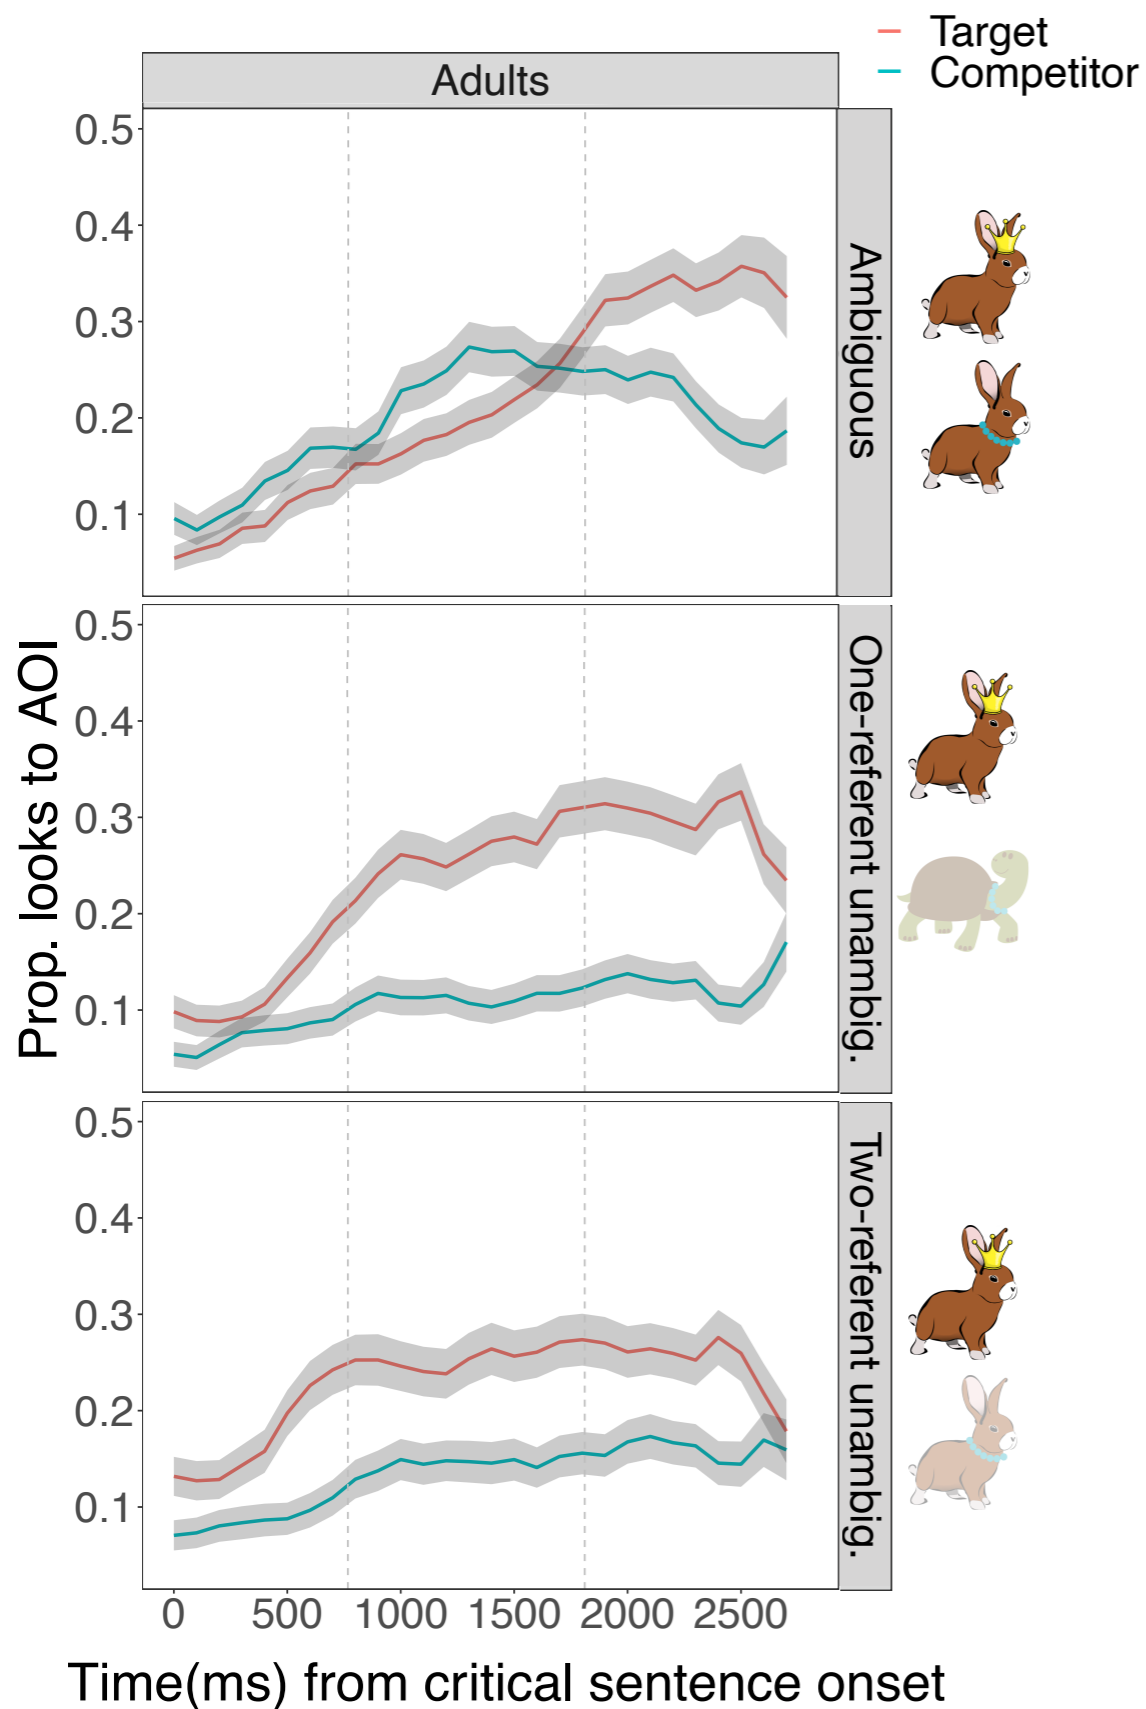 Target
Competitor
Adults
0.5
0.4
0.3
0.2
0.1
Ambiguous
0.5
0.4
0.3
0.2
0.1
One-referent unambig.
0.5
0.4
0.3
0.2
0.1
Two-referent unambig.
Prop. looks to AOI
0 500 1000 1500 2000 2500
Time(ms) from critical sentence onset